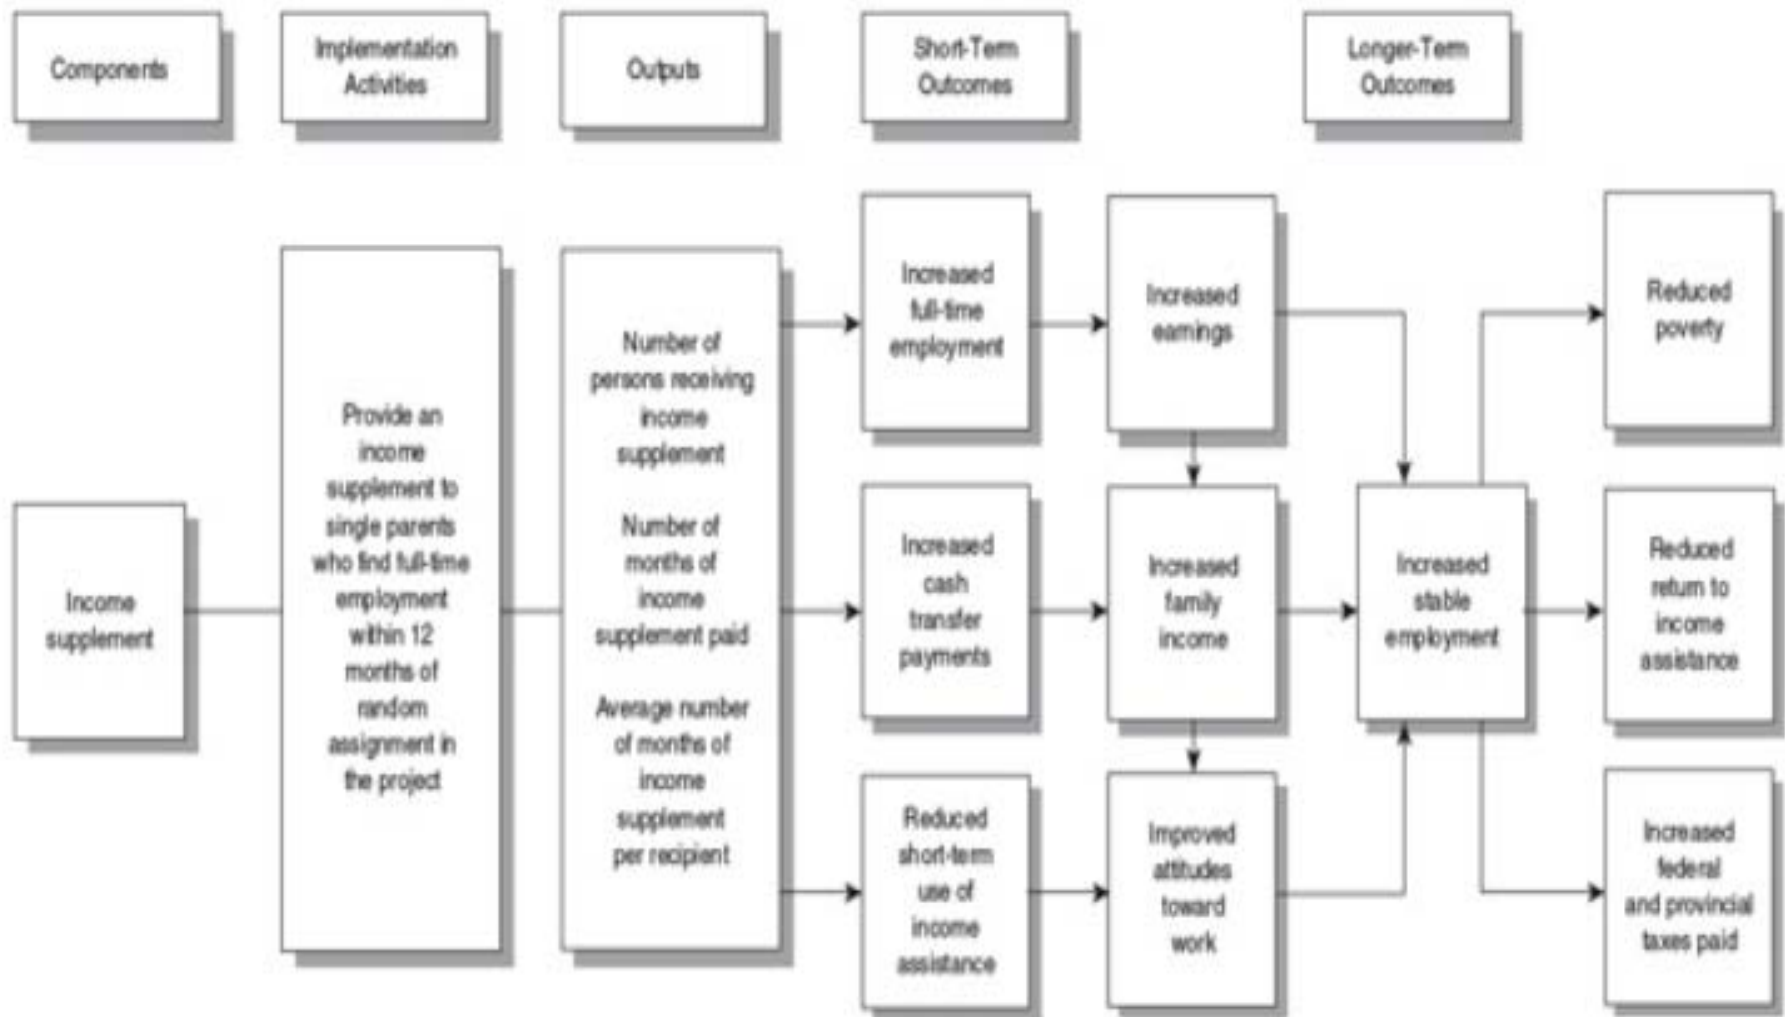 Components
Implementation
Activities
Outputs
Short-Term
Outcomes
Longer-Term
Outcomes
Income
supplement
Provide an
income
supplement to
single parents
who find full-time
employment
within 12
months of
random
assignment in
the project
Number of
persons receiving
income
supplement
Number of
months of
income
supplement paid
Average number
of months of
income
supplement
per recipient
Increased
full-time
employment
Increased
cash
transfer
payments
Reduced
short-term
use of
income
assistance
Increased
earnings
Increased
family
income
Improved
attitudes
toward
work
Increased
stable
employment
Reduced
poverty
Reduced
return to
income
assistance
Increased
federal
and provincial
taxes paid